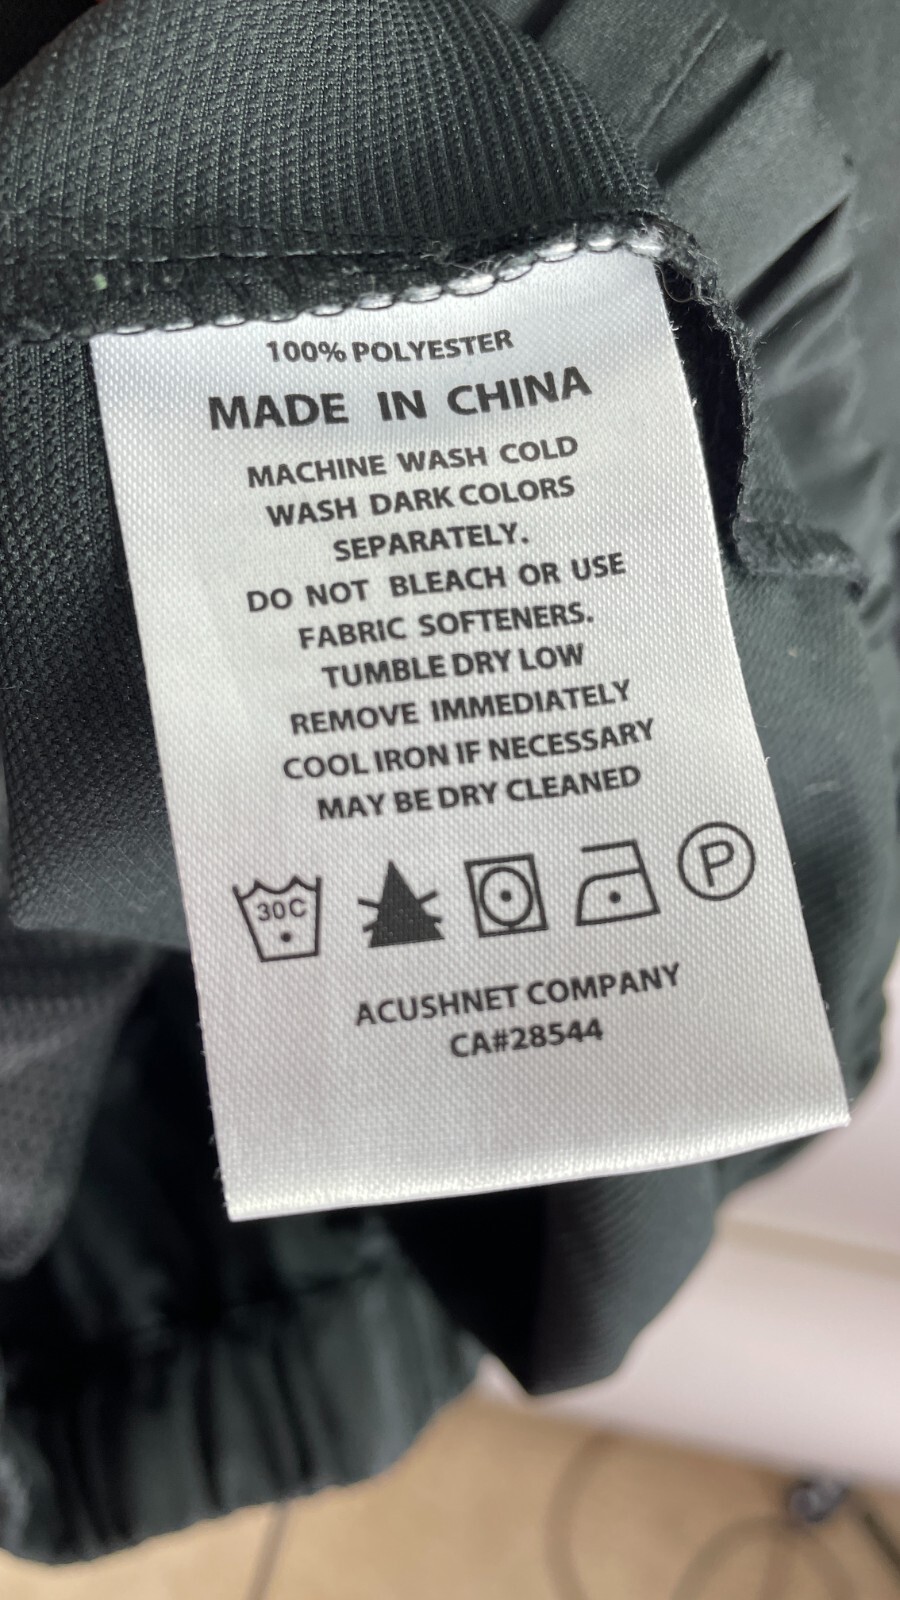 100% POLYESTER
MADE IN CHINA
MACHINE WASH COLD
WASH DARK COLORS
SEPARATELY.
DO NOT BLEACH OR USE
FABRIC SOFTENERS.
TUMBLE DRY LOW
REMOVE IMMEDIATELY
COOL IRON IF NECESSARY
MAY BE DRY CLEANED
30C P
ACUSHNET COMPANY
CA#28544